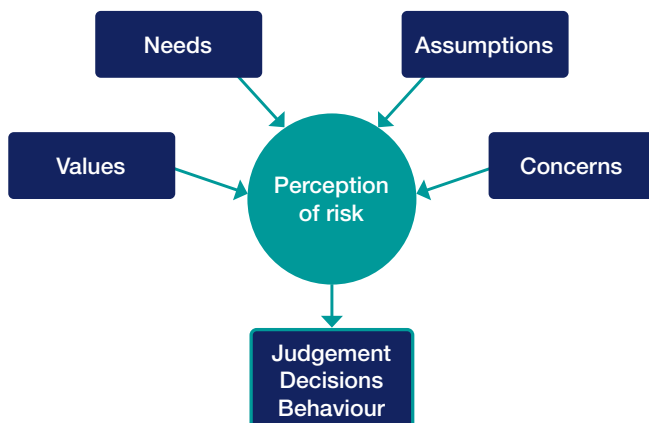 Needs
Assumptions
Values
Concerns
Perception
of risk
Judgement
Decisions
Behaviour